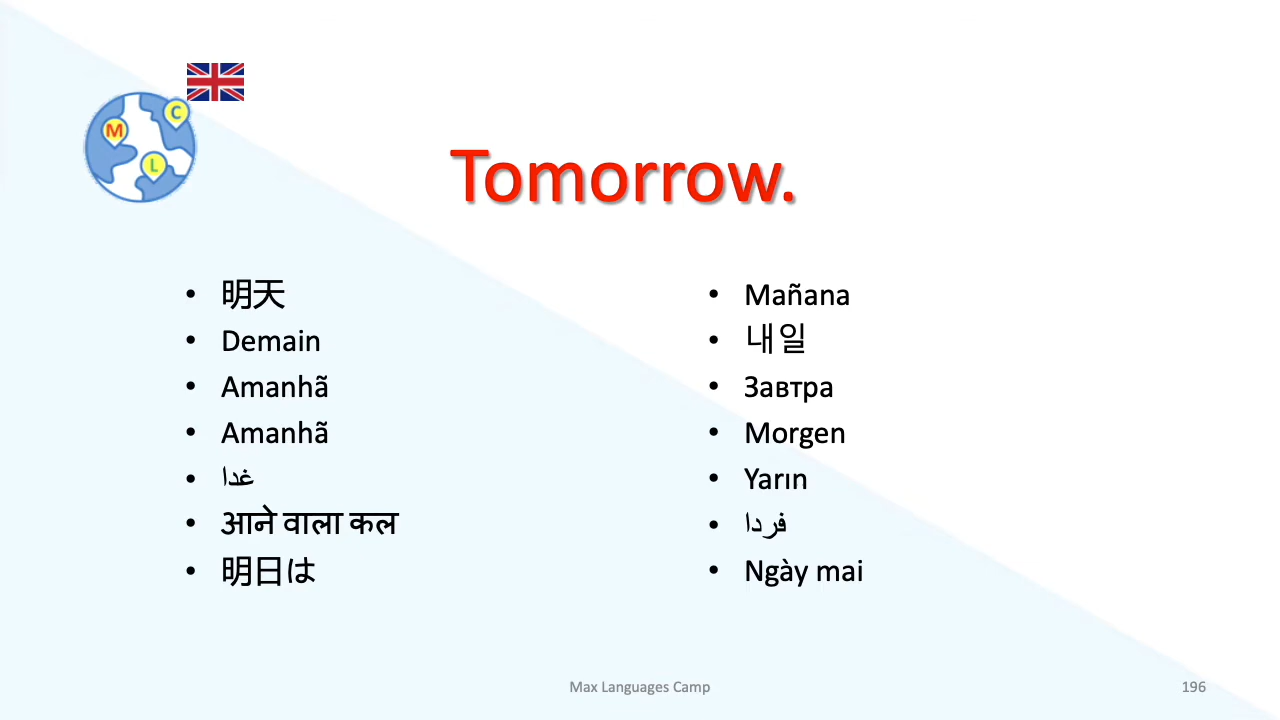 M
C
L
Tomorrow.
明天
Demain
Amanhã
Amanhã
غدا
आने वाला कल
明日は
Mañana
내일
Завтра
Morgen
Yarın
فردا
Ngày mai
Max Languages Camp
196